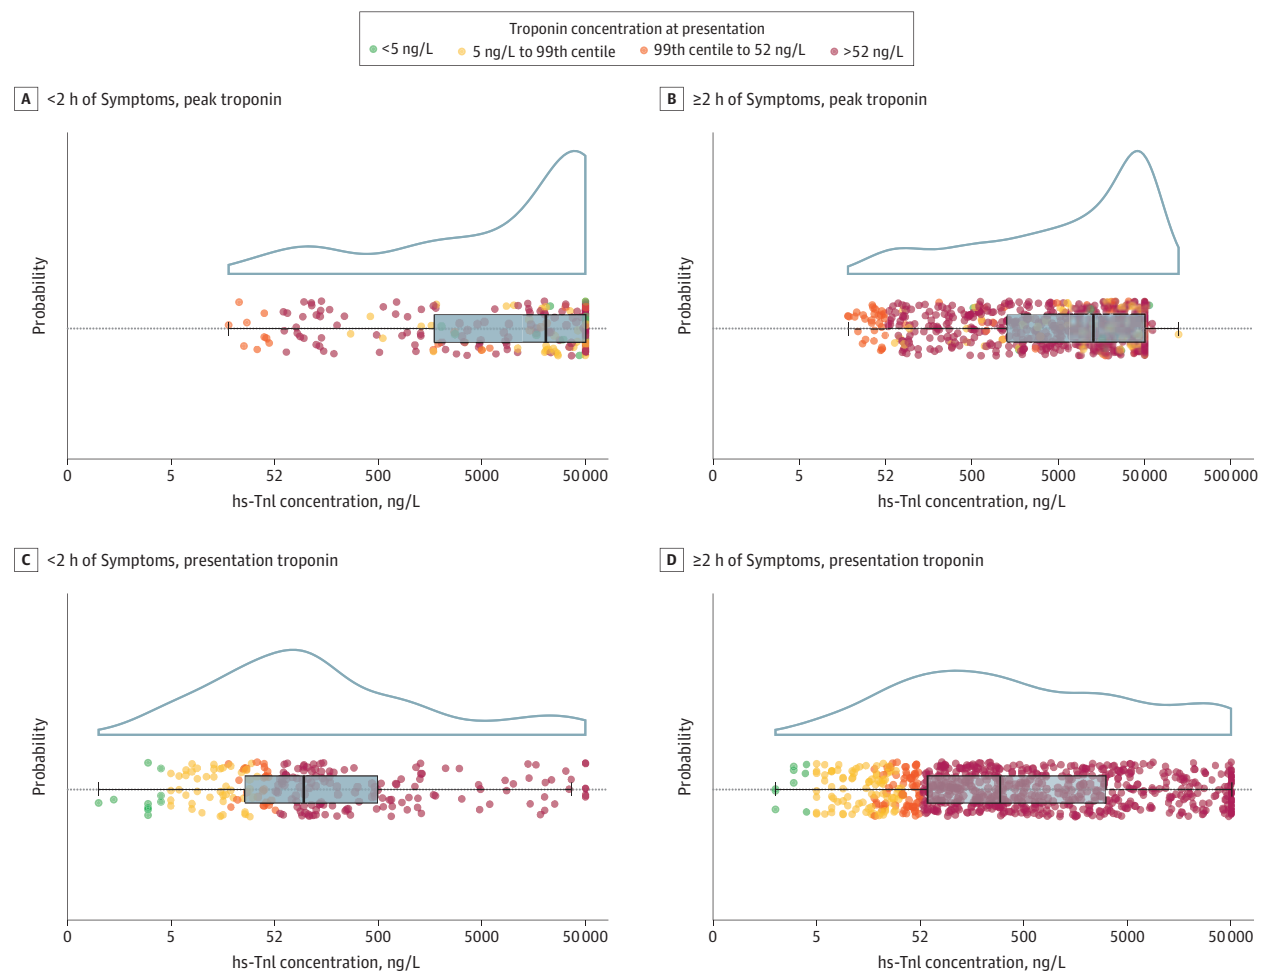 Troponin concentration at presentation
<5 ng/L 5 ng/L to 99th centile 99th centile to 52 ng/L >52 ng/L
A <2 h of Symptoms, peak troponin
Probability
0 5 52 500 5000 50 000
hs-TnI concentration, ng/L
B ≥2 h of Symptoms, peak troponin
Probability
0 5 52 500 5000 50 000 500 000
hs-TnI concentration, ng/L
C <2 h of Symptoms, presentation troponin
Probability
0 5 52 500 5000 50 000
hs-TnI concentration, ng/L
D ≥2 h of Symptoms, presentation troponin
Probability
0 5 52 500 5000 50 000
hs-TnI concentration, ng/L